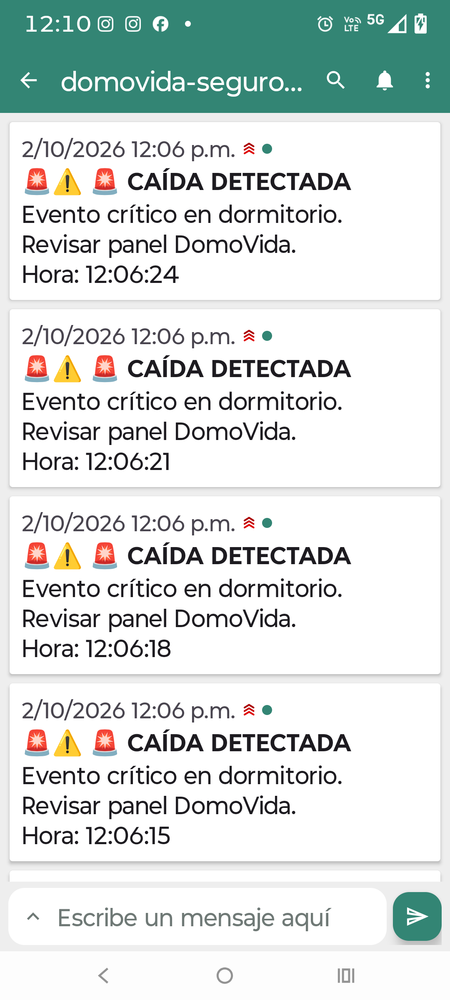 12:10
Vo LTE 5G
domovida-seguro...
2/10/2026 12:06 p.m.
🚨⚠️ 🚨 CAÍDA DETECTADA
Evento crítico en dormitorio.
Revisar panel DomoVida.
Hora: 12:06:24
2/10/2026 12:06 p.m.
🚨⚠️ 🚨 CAÍDA DETECTADA
Evento crítico en dormitorio.
Revisar panel DomoVida.
Hora: 12:06:21
2/10/2026 12:06 p.m.
🚨⚠️ 🚨 CAÍDA DETECTADA
Evento crítico en dormitorio.
Revisar panel DomoVida.
Hora: 12:06:18
2/10/2026 12:06 p.m.
🚨⚠️ 🚨 CAÍDA DETECTADA
Evento crítico en dormitorio.
Revisar panel DomoVida.
Hora: 12:06:15
Escribe un mensaje aquí